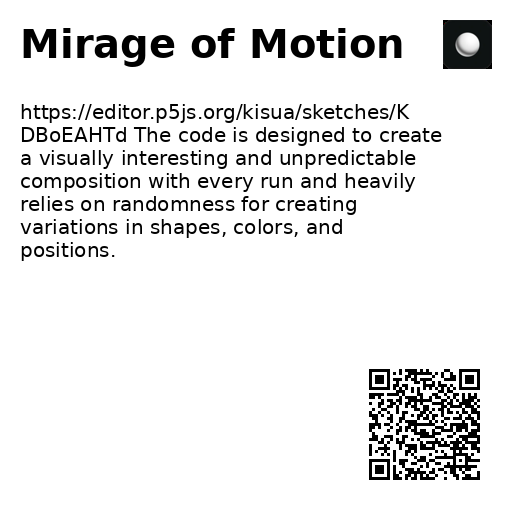 Mirage of Motion
https://editor.p5js.org/kisua/sketches/K
DBoEAHTd The code is designed to create
a visually interesting and unpredictable
composition with every run and heavily
relies on randomness for creating
variations in shapes, colors, and
positions.